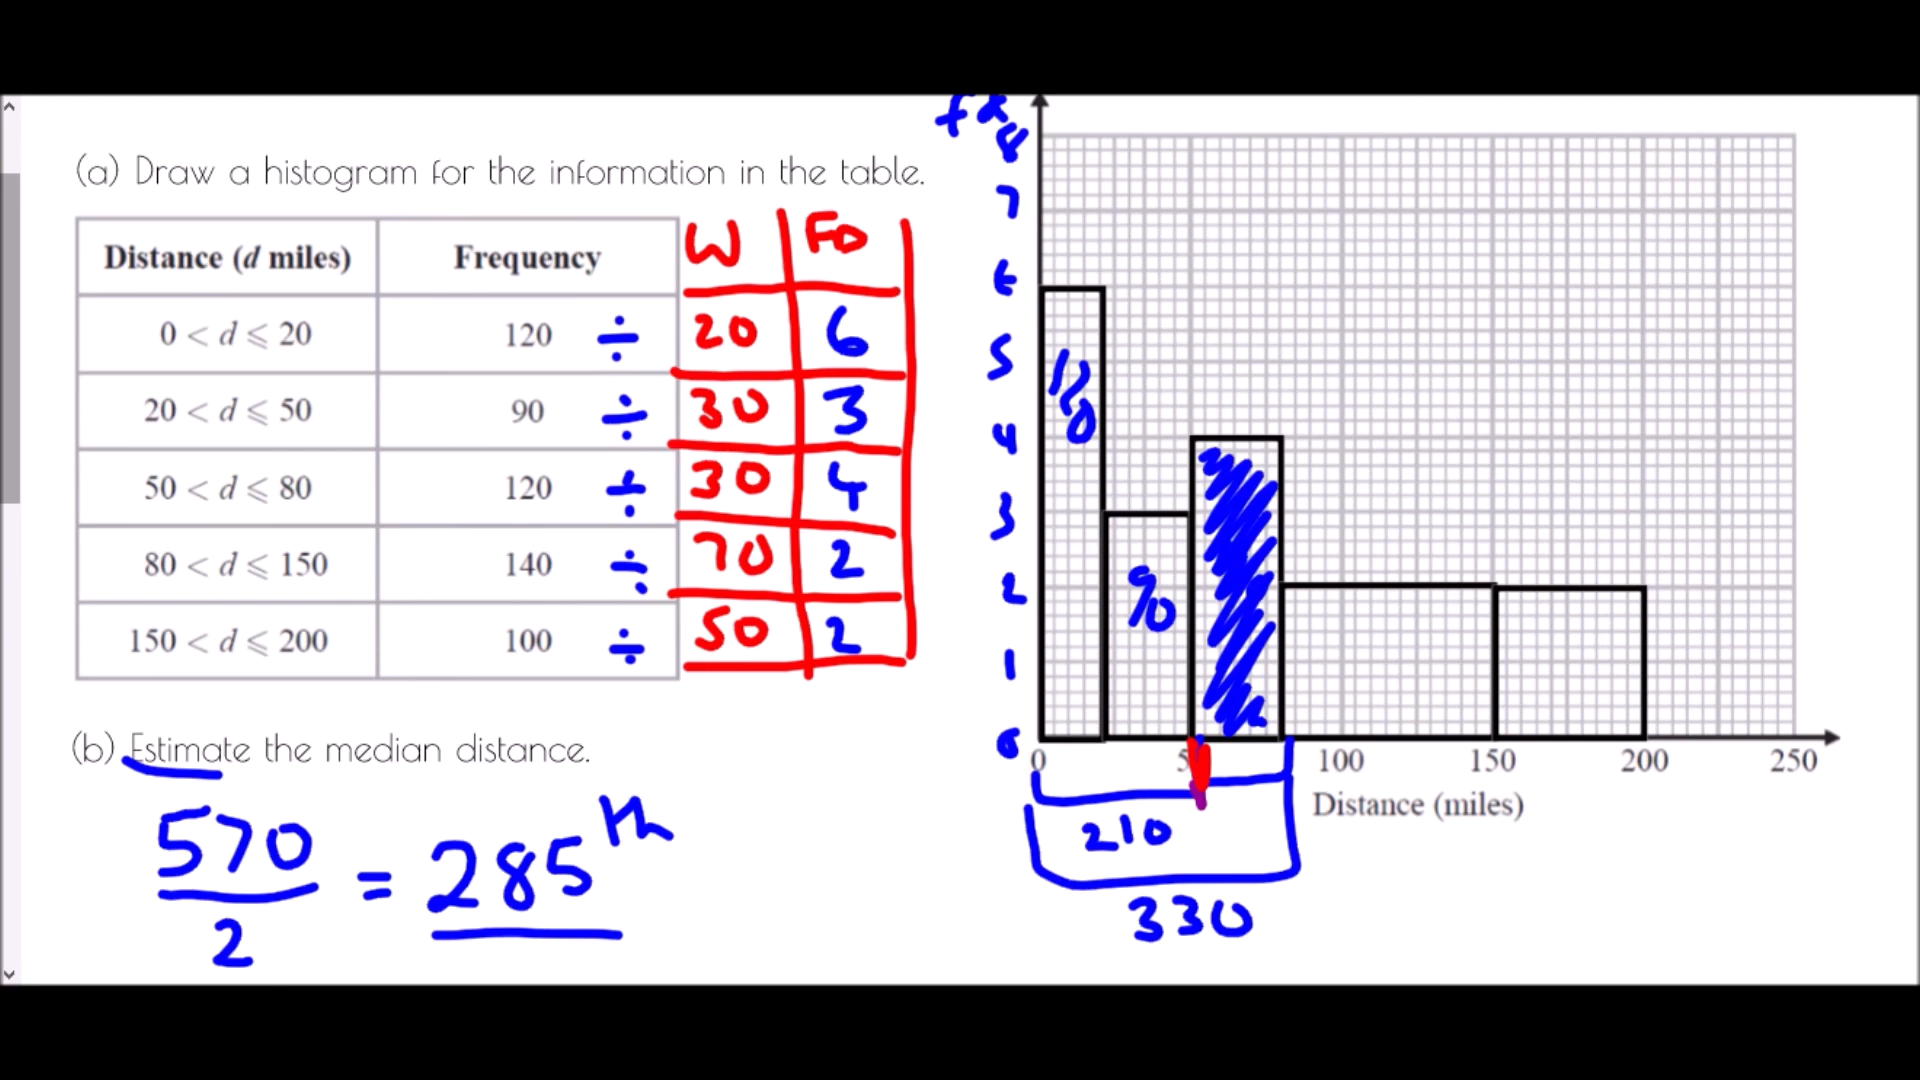 (a) Draw a histogram for the information in the table.
Distance (d miles) Frequency W FD
0 < d ⩽ 20 120 ÷ 20 6
20 < d ⩽ 50 90 ÷ 30 3
50 < d ⩽ 80 120 ÷ 30 4
80 < d ⩽ 150 140 ÷ 70 2
150 < d ⩽ 200 100 ÷ 50 2
(b) Estimate the median distance.
570
2
= 285th
fd
8
7
6
5
4
3
2
1
0
120
90
0 5 100 150 200 250
Distance (miles)
210
330